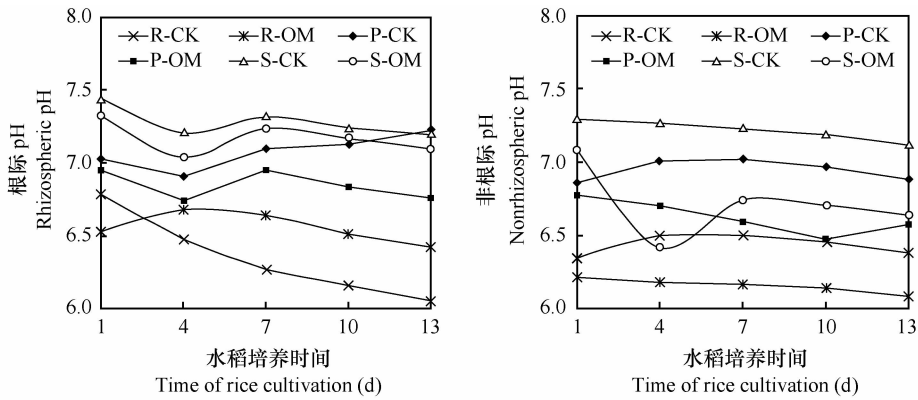 8.0
R-CK R-OM P-CK
P-OM S-CK S-OM
7.5
7.0
6.5
6.0
1 4 7 10 13
根际 pH
Rhizospheric pH
水稻培养时间
Time of rice cultivation (d)
8.0
R-CK R-OM P-CK
P-OM S-CK S-OM
7.5
7.0
6.5
6.0
1 4 7 10 13
非根际 pH
Nonrhizospheric pH
水稻培养时间
Time of rice cultivation (d)